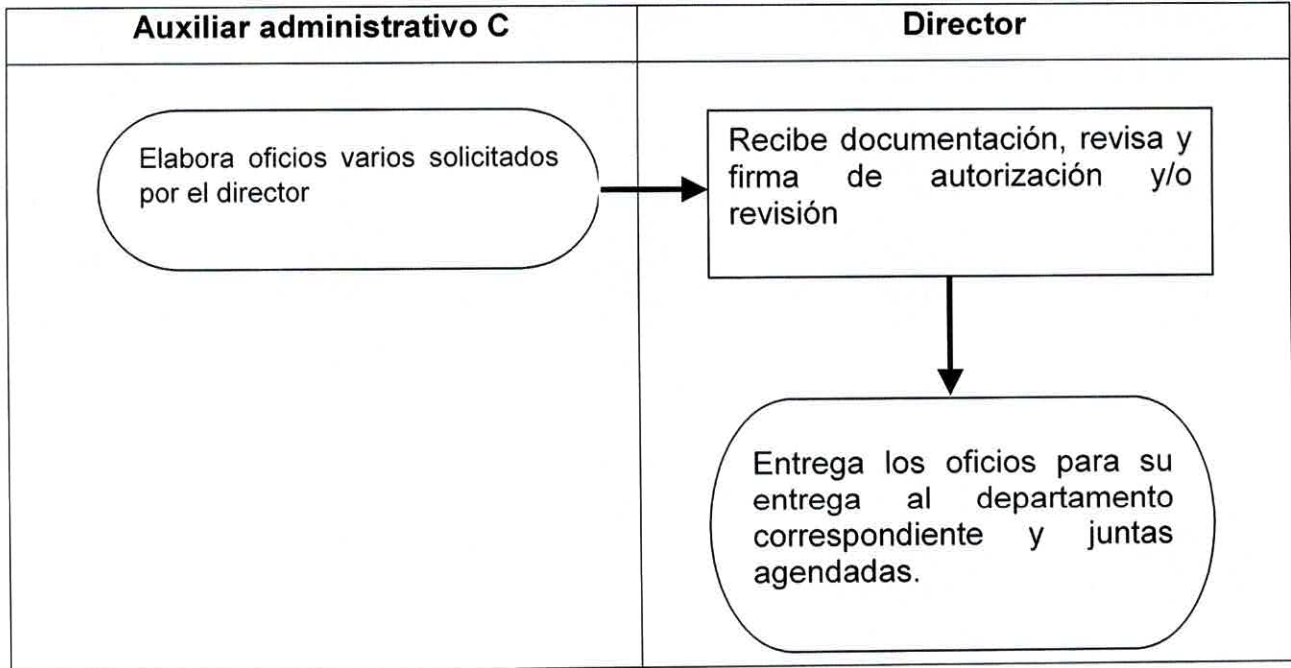 Auxiliar administrativo C
Director
Elabora oficios varios solicitados
por el director
Recibe documentación, revisa y
firma de autorización y/o
revisión
Entrega los oficios para su
entrega al departamento
correspondiente y juntas
agendadas.